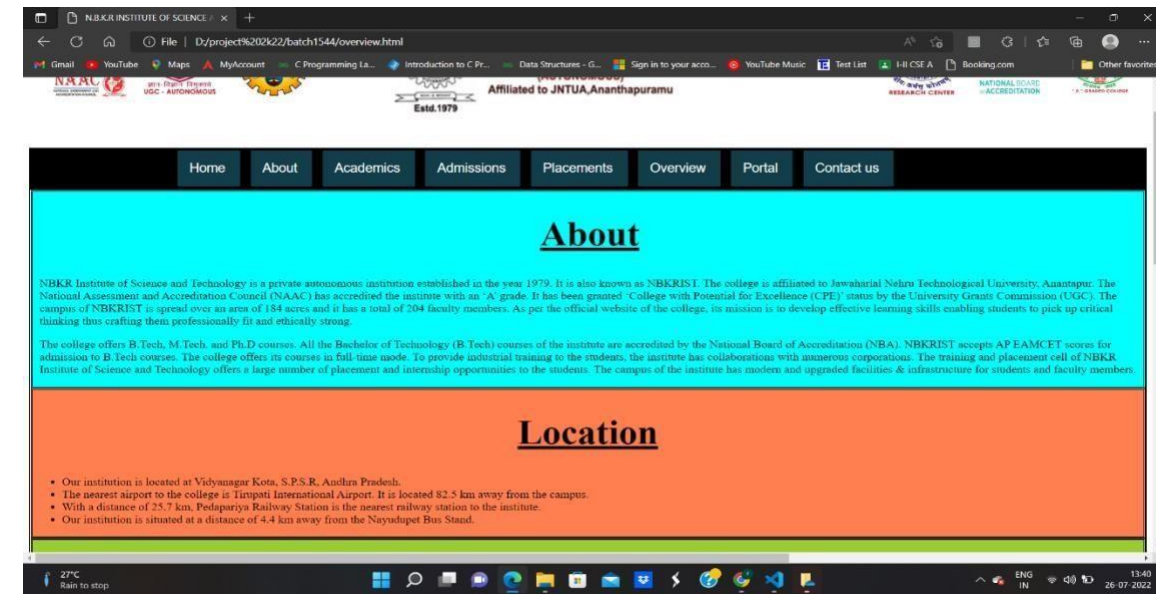 N.B.K.R INSTITUTE OF SCIENCE A
File | D:/project%202k22/batch1544/overview.html
Gmail YouTube Maps MyAccount C Programming La... Introduction to C Pr... Data Structures - G... Sign in to your acco... YouTube Music Test List I-II CSE A Booking.com Other favorites
NAAC
UGC - AUTONOMOUS
Estd.1979
(AUTONOMOUS)
Affiliated to JNTUA,Ananthapuramu
RESEARCH CENTER
NATIONAL BOARD
ACCREDITATION
Home About Academics Admissions Placements Overview Portal Contact us
About
NBKR Institute of Science and Technology is a private autonomous institution established in the year 1979. It is also known as NBKRIST. The college is affiliated to Jawaharlal Nehru Technological University, Anantapur. The
National Assessment and Accreditation Council (NAAC) has accredited the institute with an 'A' grade. It has been granted 'College with Potential for Excellence (CPE)' status by the University Grants Commission (UGC). The
campus of NBKRIST is spread over an area of 184 acres and it has a total of 204 faculty members. As per the official website of the college, its mission is to develop effective learning skills enabling students to pick up critical
thinking thus crafting them professionally fit and ethically strong.
The college offers B.Tech, M.Tech, and Ph.D courses. All the Bachelor of Technology (B.Tech) courses of the institute are accredited by the National Board of Accreditation (NBA). NBKRIST accepts AP EAMCET scores for
admission to B.Tech courses. The college offers its courses in full-time mode. To provide industrial training to the students, the institute has collaborations with numerous corporations. The training and placement cell of NBKR
Institute of Science and Technology offers a large number of placement and internship opportunities to the students. The campus of the institute has modern and upgraded facilities & infrastructure for students and faculty members.
Location
• Our institution is located at Vidyanagar Kota, S.P.S.R, Andhra Pradesh.
• The nearest airport to the college is Tirupati International Airport. It is located 82.5 km away from the campus.
• With a distance of 25.7 km, Pedapariya Railway Station is the nearest railway station to the institute.
• Our institution is situated at a distance of 4.4 km away from the Nayudupet Bus Stand.
27°C
Rain to stop
ENG
IN
13:40
26-07-2022